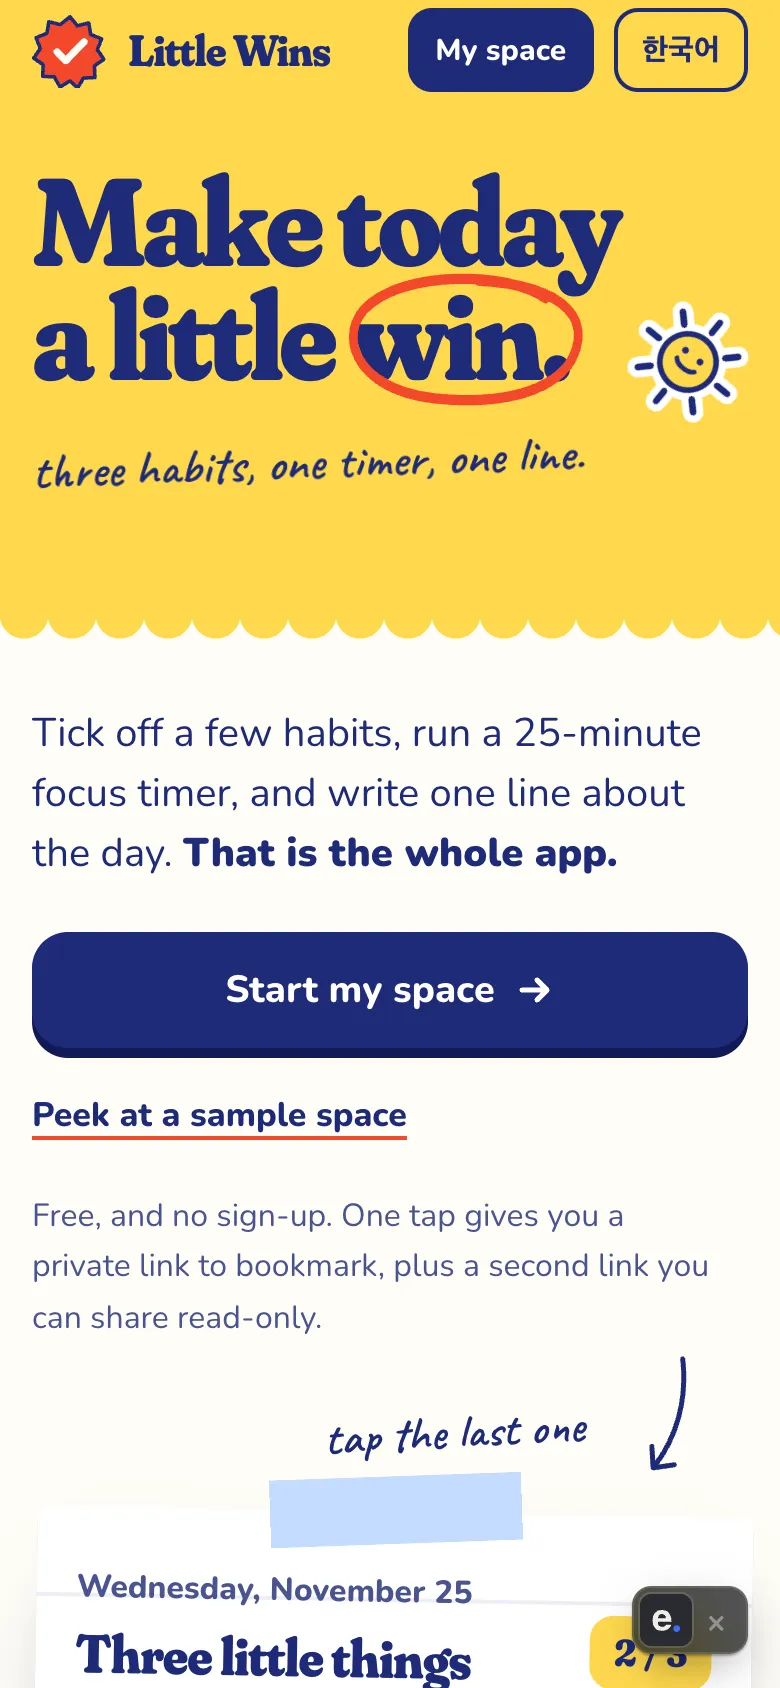 Little Wins
My space
한국어
Make today
a little win.
three habits, one timer, one line.
Tick off a few habits, run a 25-minute
focus timer, and write one line about
the day. That is the whole app.
Start my space →
Peek at a sample space
Free, and no sign-up. One tap gives you a
private link to bookmark, plus a second link you
can share read-only.
tap the last one
Wednesday, November 25
Three little things
2 / 3
e. ×